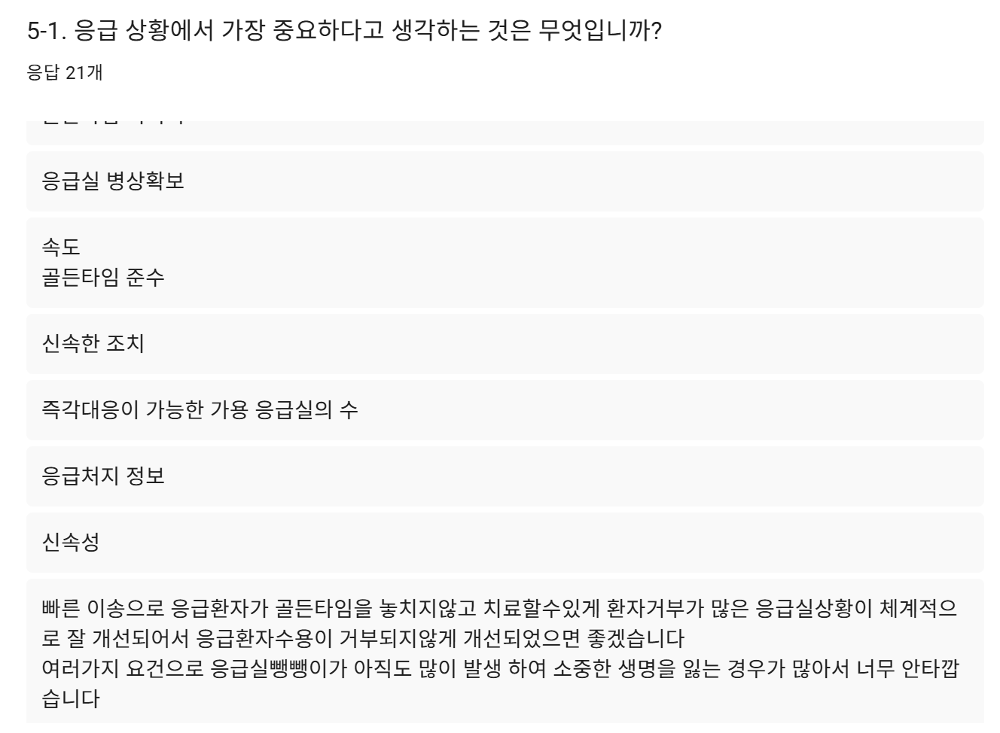 5-1. 응급 상황에서 가장 중요하다고 생각하는 것은 무엇입니까?
응답 21개
응급실 병상확보
속도
골든타임 준수
신속한 조치
즉각대응이 가능한 가용 응급실의 수
응급처지 정보
신속성
빠른 이송으로 응급환자가 골든타임을 놓치지않고 치료할수있게 환자거부가 많은 응급실상황이 체계적으
로 잘 개선되어서 응급환자수용이 거부되지않게 개선되었으면 좋겠습니다
여러가지 요건으로 응급실뺑뺑이가 아직도 많이 발생 하여 소중한 생명을 잃는 경우가 많아서 너무 안타깝
습니다